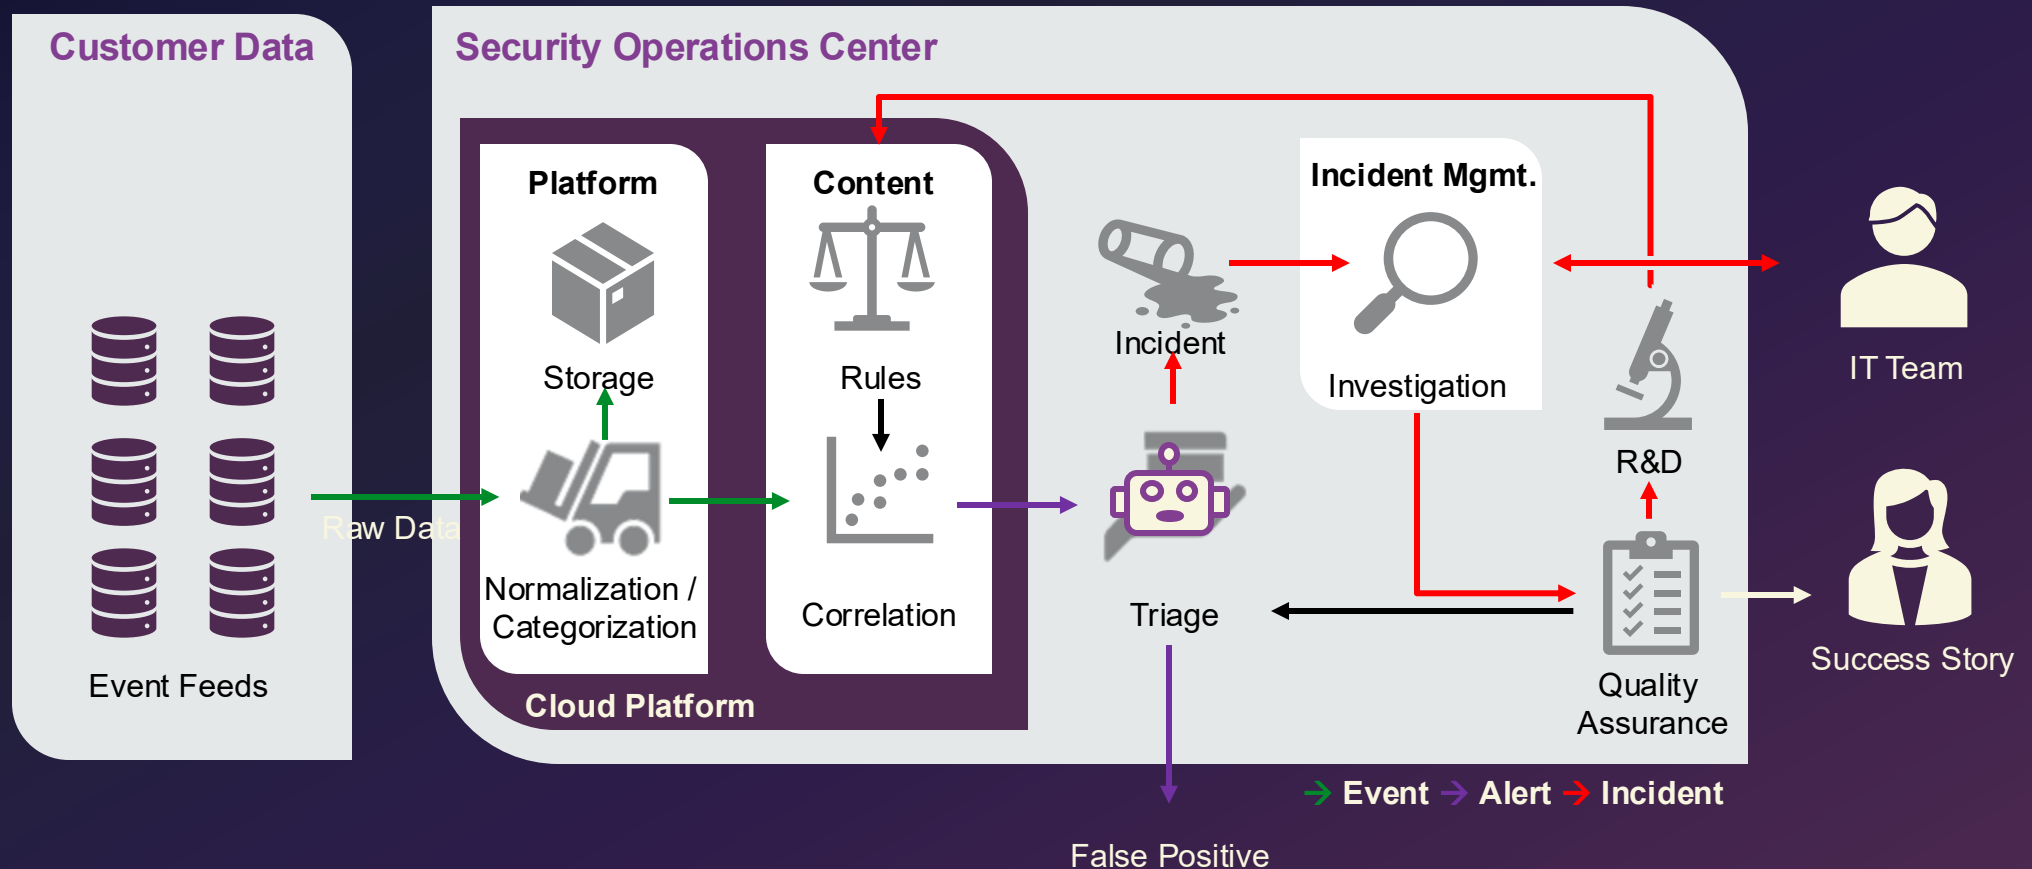 Customer Data
Event Feeds
Raw Data
Security Operations Center
Platform
Storage
Normalization /
Categorization
Content
Rules
Correlation
Cloud Platform
Incident
Triage
False Positive
Incident Mgmt.
Investigation
R&D
Quality
Assurance
IT Team
Success Story
Event Alert Incident